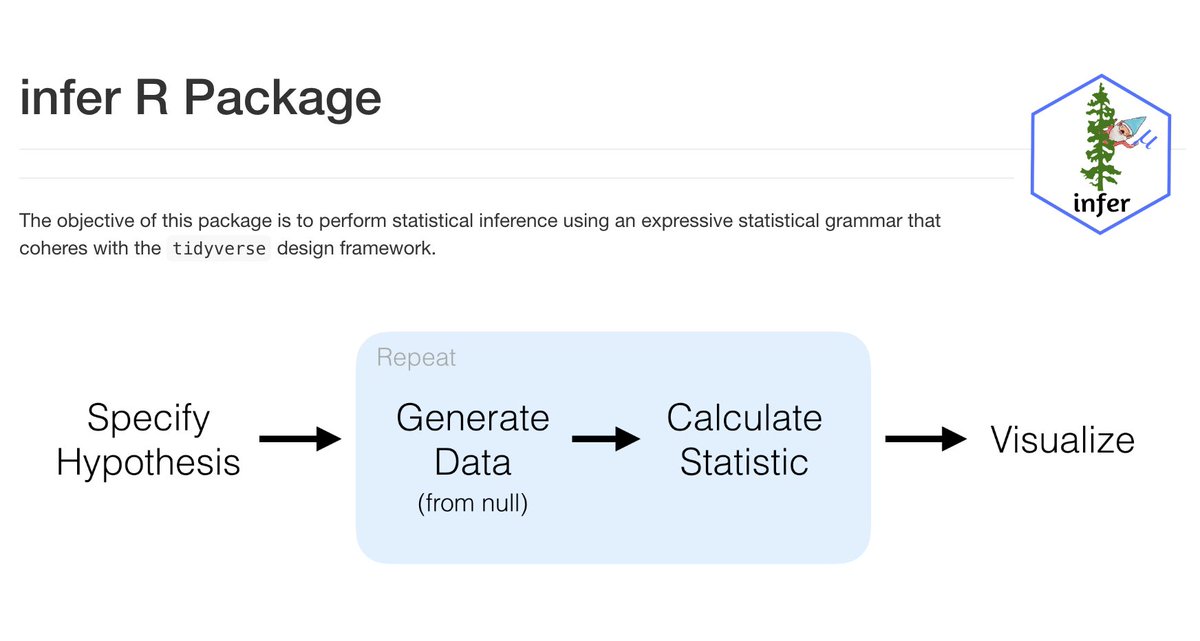 infer R Package
μ
infer
The objective of this package is to perform statistical inference using an expressive statistical grammar that
coheres with the tidyverse design framework.
Repeat
Specify
Hypothesis
Generate
Data
(from null)
Calculate
Statistic
Visualize